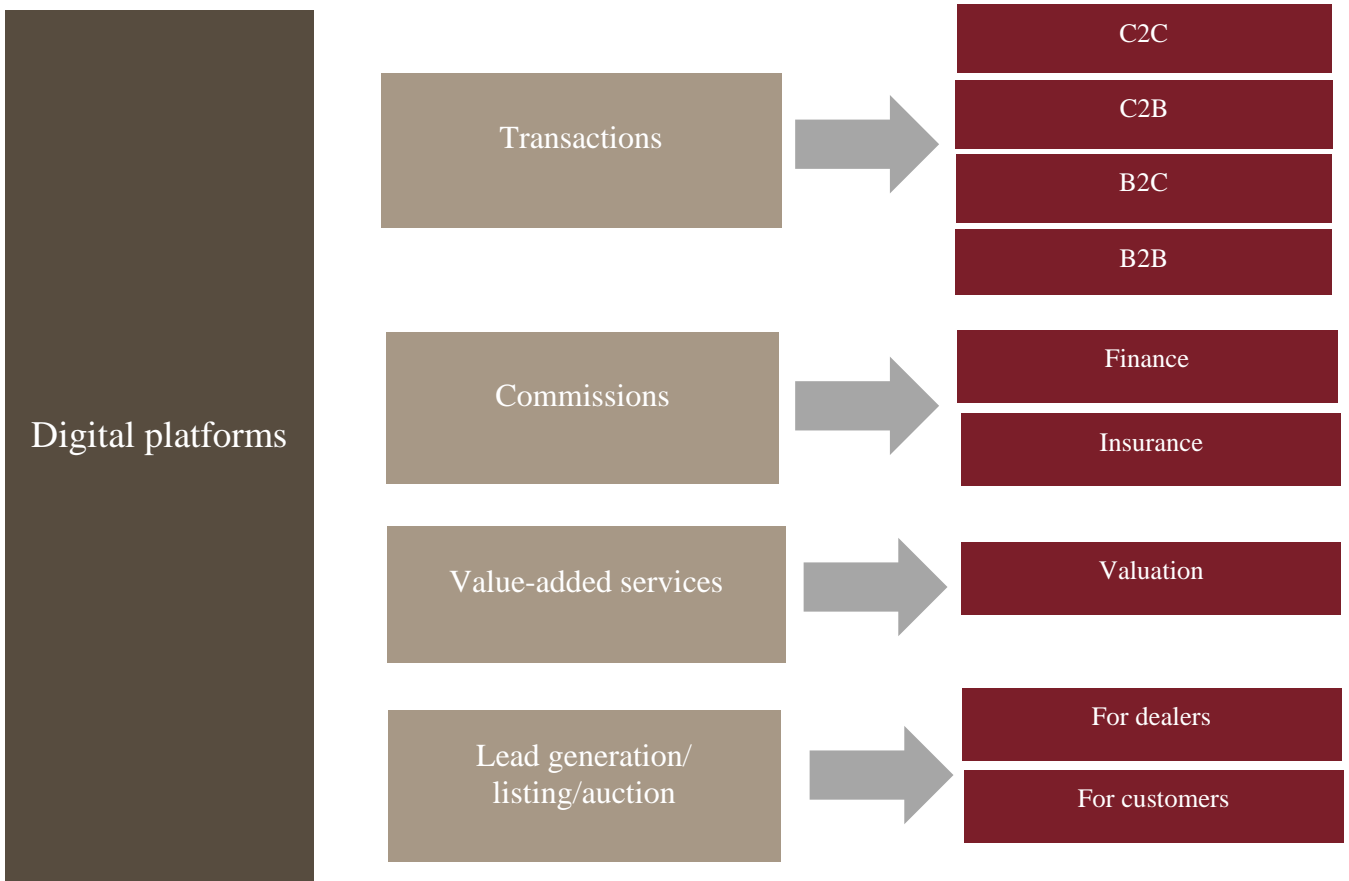 Digital platforms
Transactions
C2C
C2B
B2C
B2B
Commissions
Finance
Insurance
Value-added services
Valuation
Lead generation/
listing/auction
For dealers
For customers